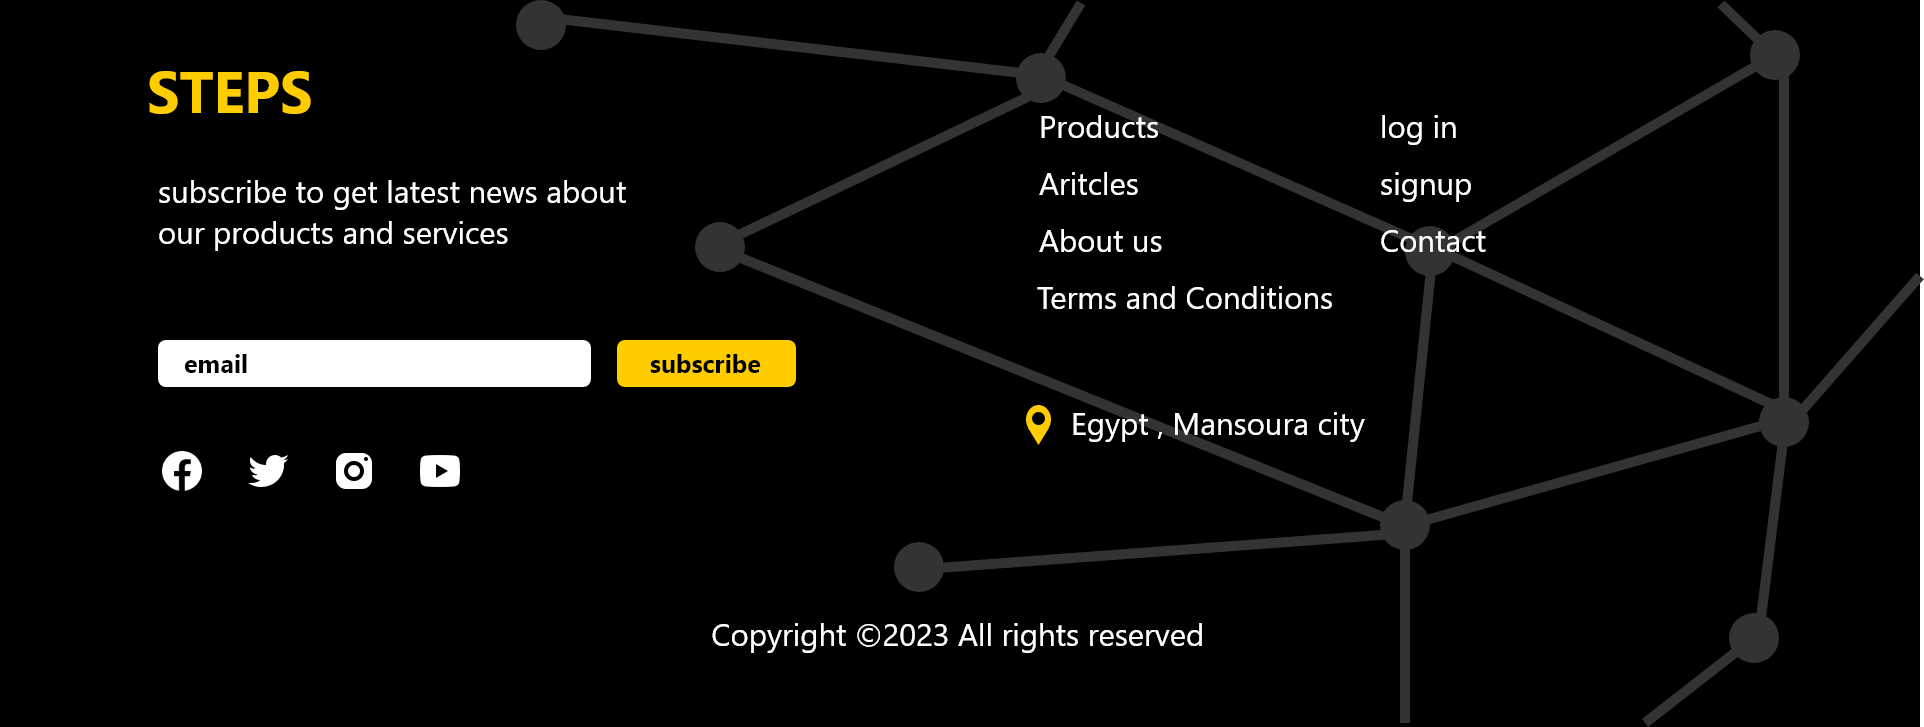 STEPS
subscribe to get latest news about
our products and services
email
subscribe
Products
Aritcles
About us
Terms and Conditions
log in
signup
Contact
Egypt , Mansoura city
Copyright ©2023 All rights reserved